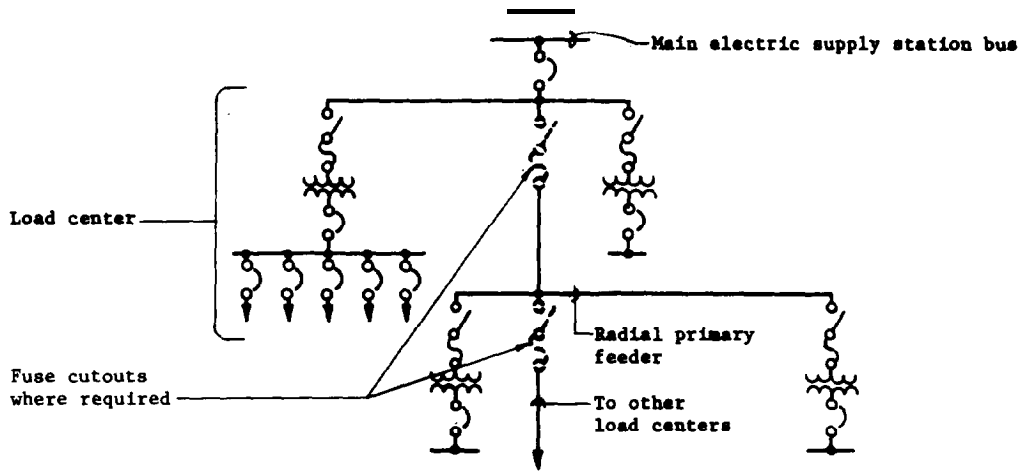 Main electric supply station bus
Load center
Radial primary
feeder
Fuse cutouts
where required
To other
load centers